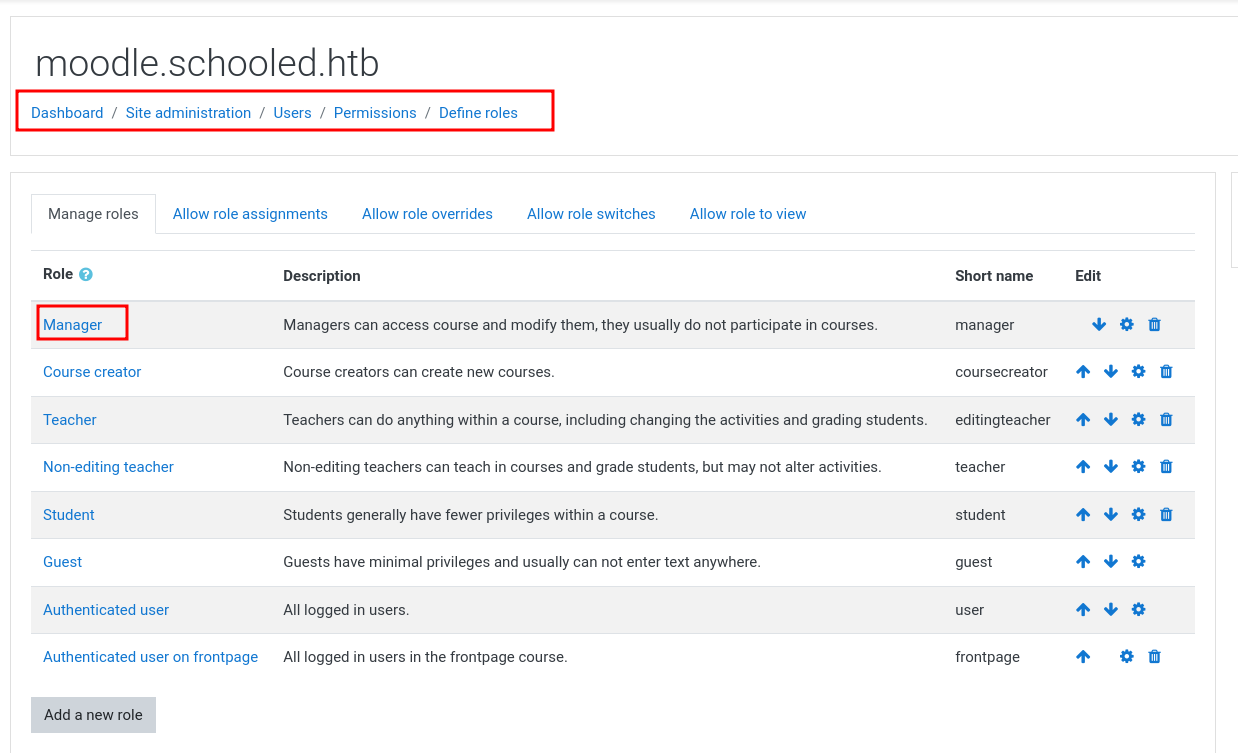 moodle.schooled.htb
Dashboard / Site administration / Users / Permissions / Define roles
Manage roles Allow role assignments Allow role overrides Allow role switches Allow role to view
Role ? Description Short name Edit
Manager Managers can access course and modify them, they usually do not participate in courses. manager
Course creator Course creators can create new courses. coursecreator
Teacher Teachers can do anything within a course, including changing the activities and grading students. editingteacher
Non-editing teacher Non-editing teachers can teach in courses and grade students, but may not alter activities. teacher
Student Students generally have fewer privileges within a course. student
Guest Guests have minimal privileges and usually can not enter text anywhere. guest
Authenticated user All logged in users. user
Authenticated user on frontpage All logged in users in the frontpage course. frontpage
Add a new role